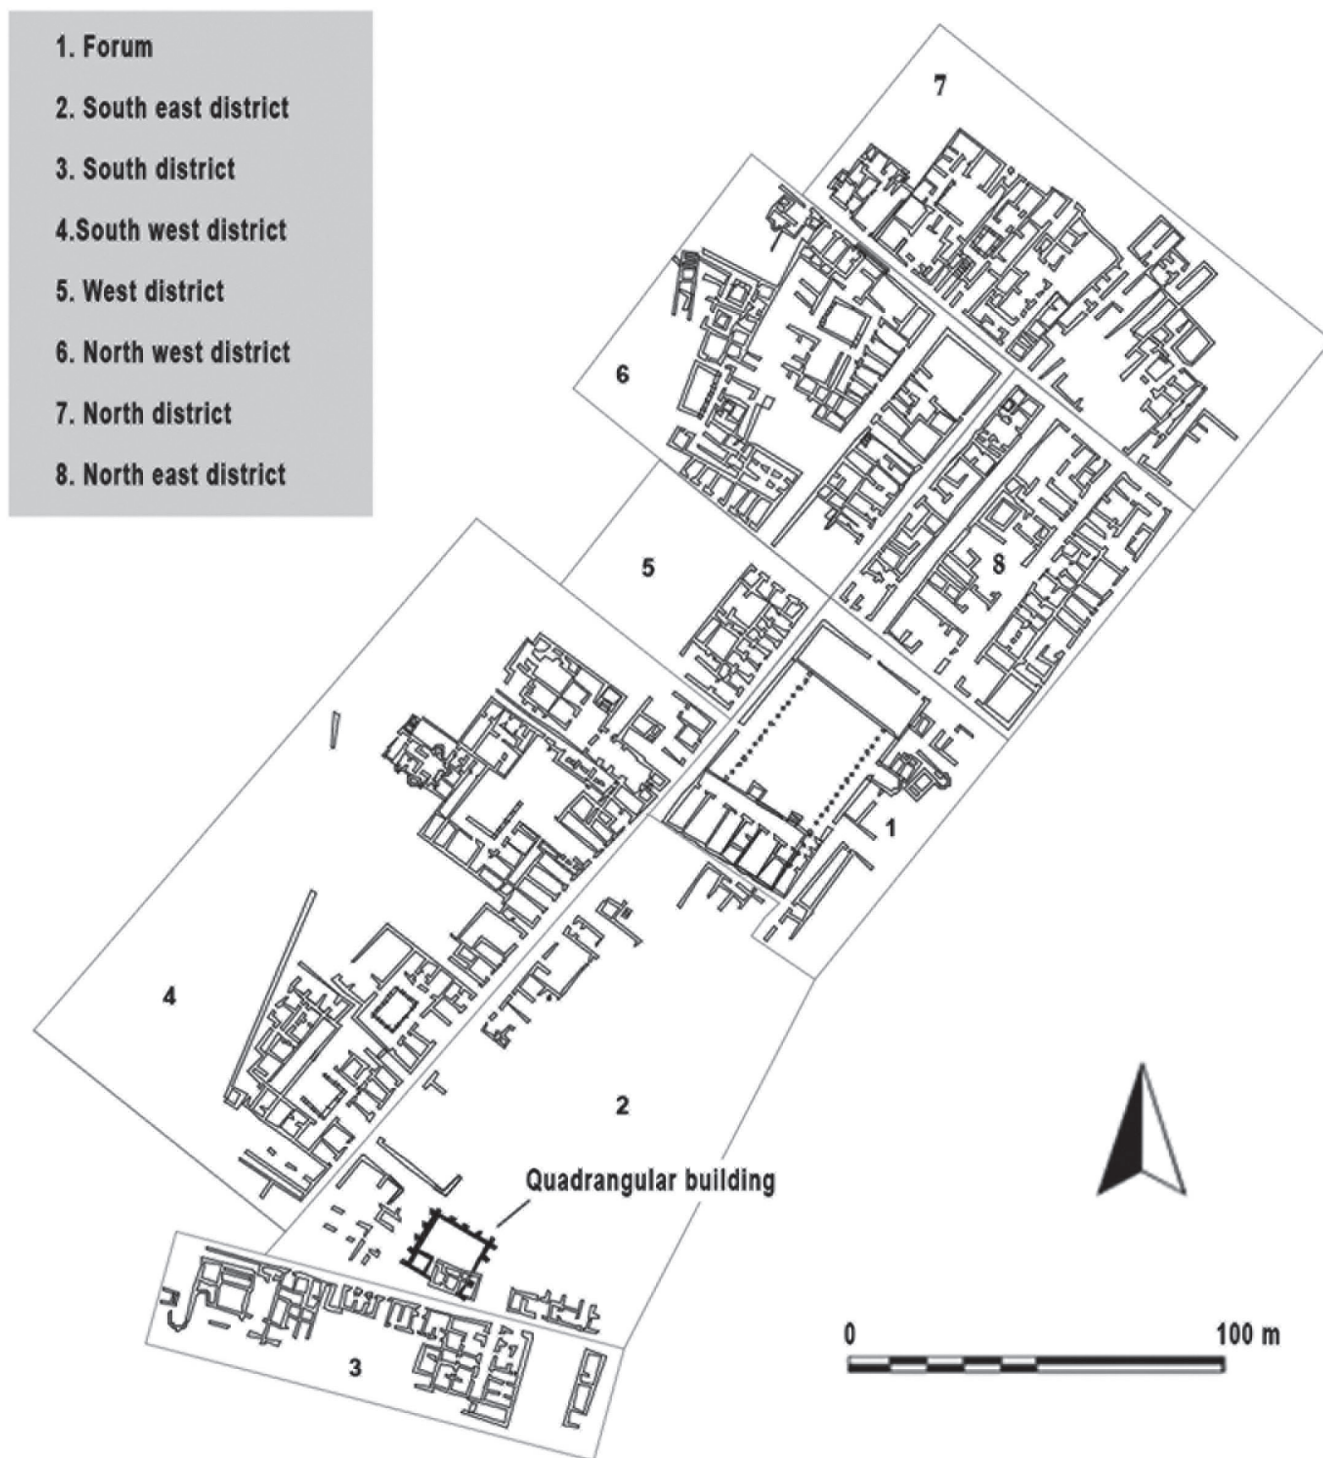 1. Forum
2. South east district
3. South district
4.South west district
5. West district
6. North west district
7. North district
8. North east district
7
6
5
8
1
4
2
Quadrangular building
3
0 100 m